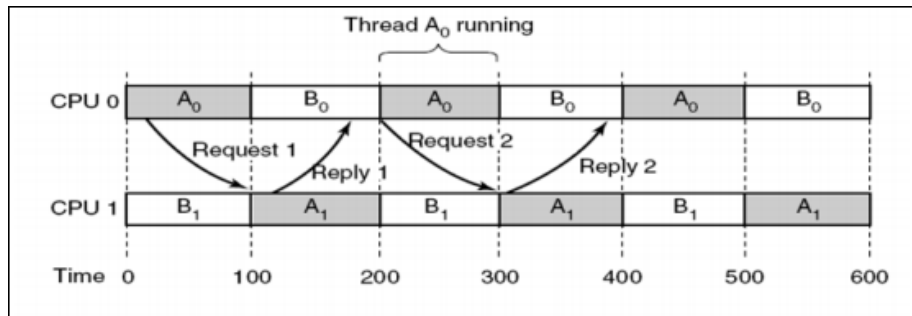 Thread A₀ running
CPU 0 A₀ B₀ A₀ B₀ A₀ B₀
Request 1 Reply 1 Request 2 Reply 2
CPU 1 B₁ A₁ B₁ A₁ B₁ A₁
Time 0 100 200 300 400 500 600